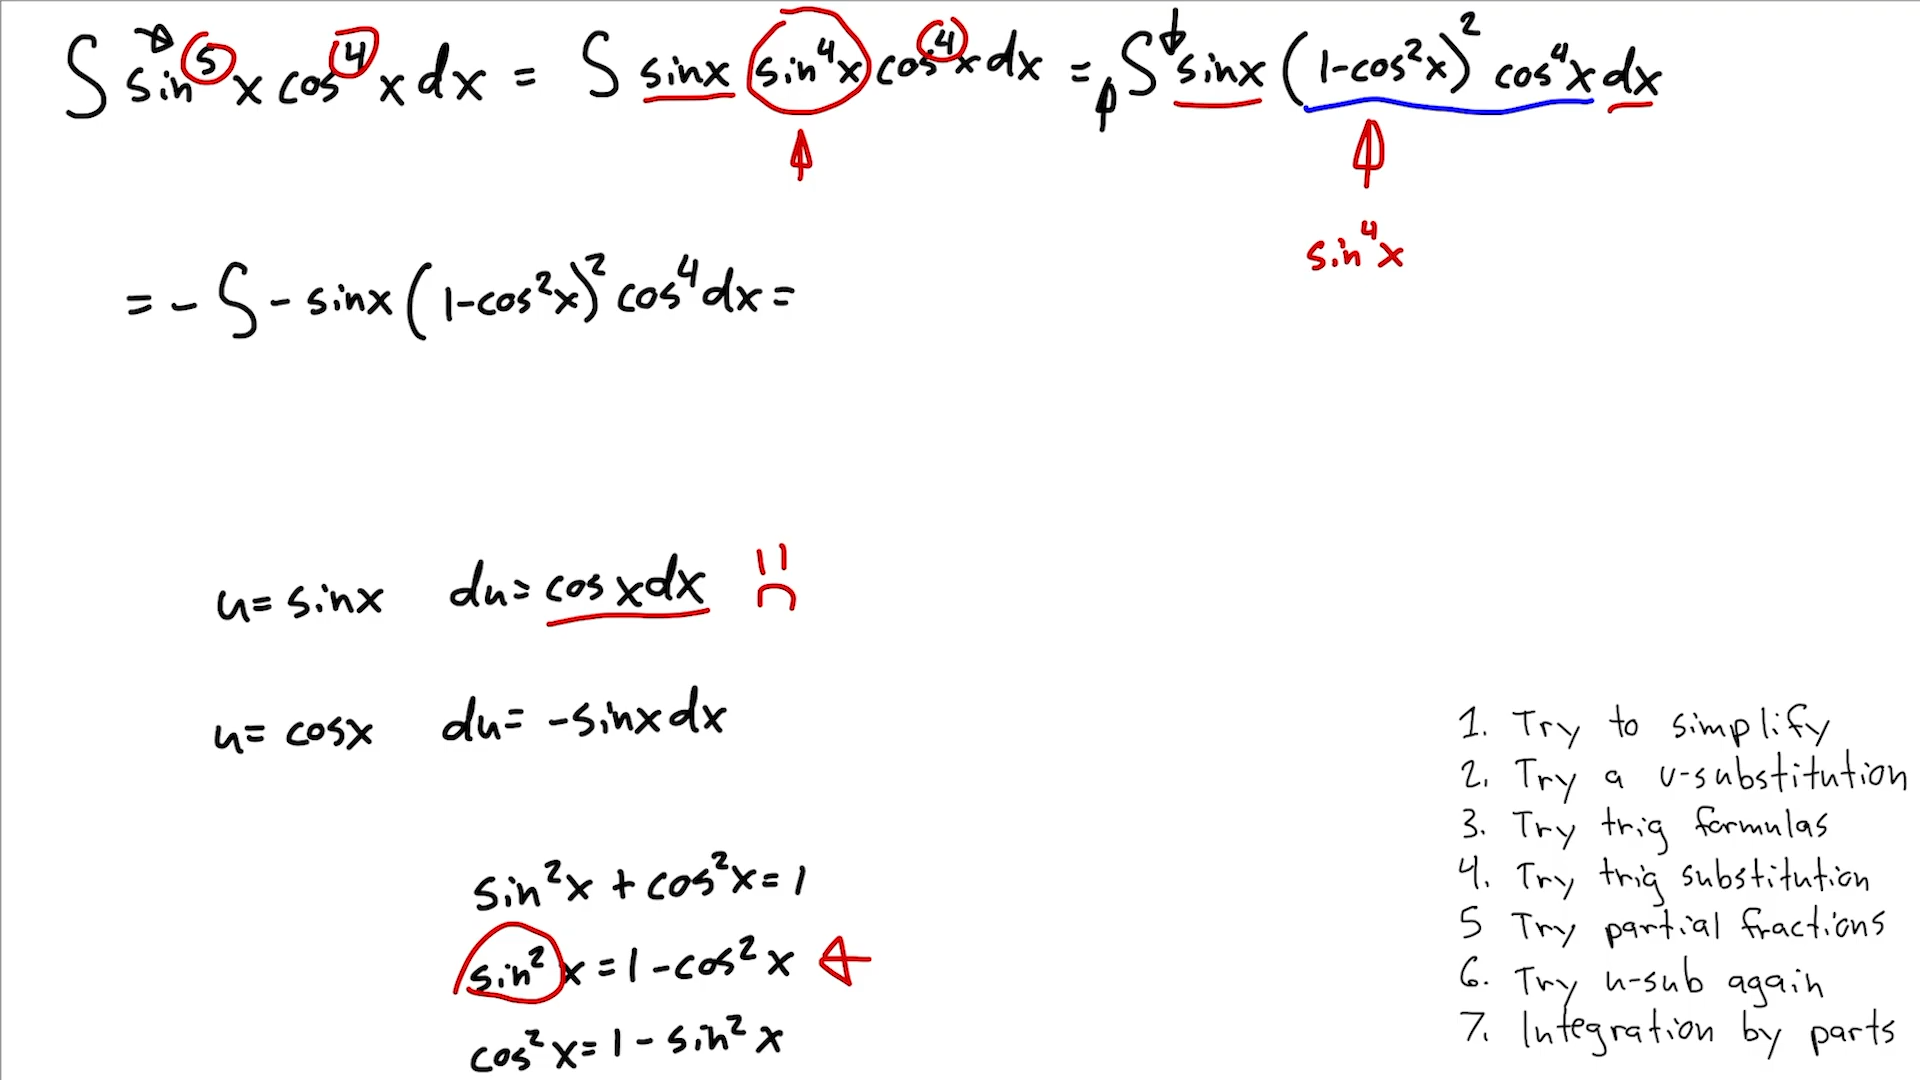 ∫ sin⁵x cos⁴x dx = ∫ sinx sin⁴x cos⁴x dx = ∫ sinx (1-cos²x)² cos⁴x dx
sin⁴x
= - ∫ - sinx (1-cos²x)² cos⁴ dx =
u= sinx du= cos x dx
u= cosx du= -sinx dx
sin²x + cos²x = 1
sin²x = 1 - cos²x
cos²x = 1 - sin²x
1. Try to simplify
2. Try a u-substitution
3. Try trig formulas
4. Try trig substitution
5 Try partial fractions
6. Try u-sub again
7. Integration by parts